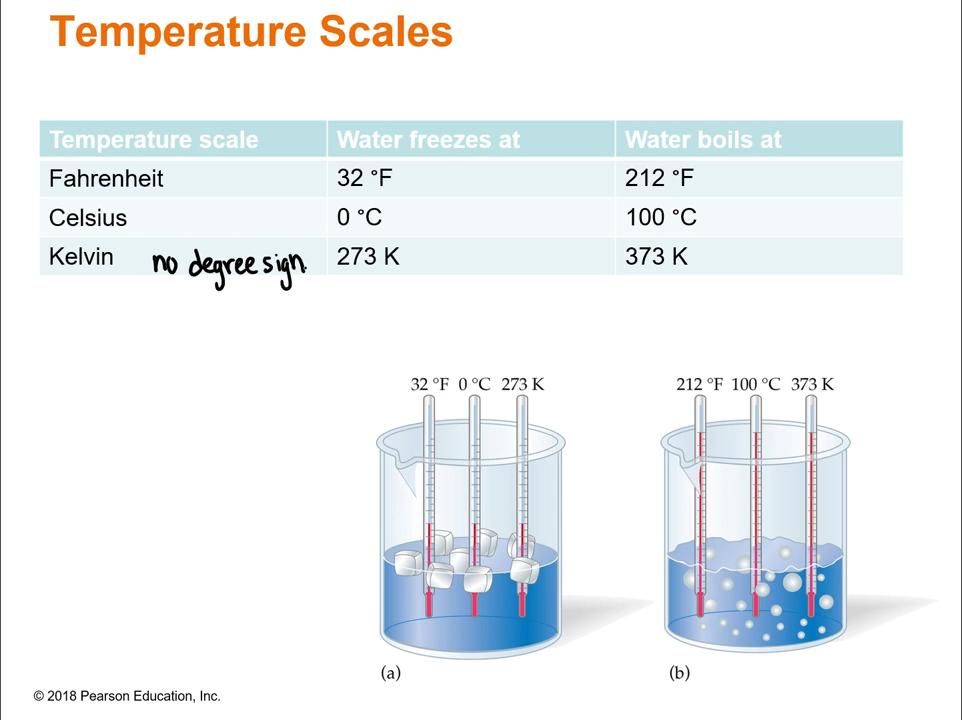 Temperature Scales
Temperature scale Water freezes at Water boils at
Fahrenheit 32 °F 212 °F
Celsius 0 °C 100 °C
Kelvin no degree sign. 273 K 373 K
32 °F 0 °C 273 K 212 °F 100 °C 373 K
(a) (b)
© 2018 Pearson Education, Inc.